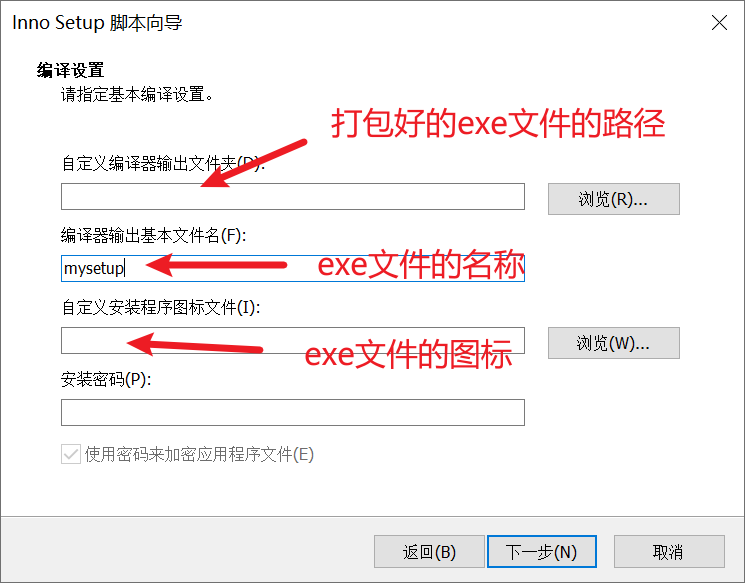 Inno Setup 脚本向导
编译设置
请指定基本编译设置。
打包好的exe文件的路径
自定义编译器输出文件夹(D):
浏览(R)...
编译器输出基本文件名(F):
mysetup
exe文件的名称
自定义安装程序图标文件(I):
浏览(W)...
exe文件的图标
安装密码(P):
使用密码来加密应用程序文件(E)
返回(B)
下一步(N)
取消